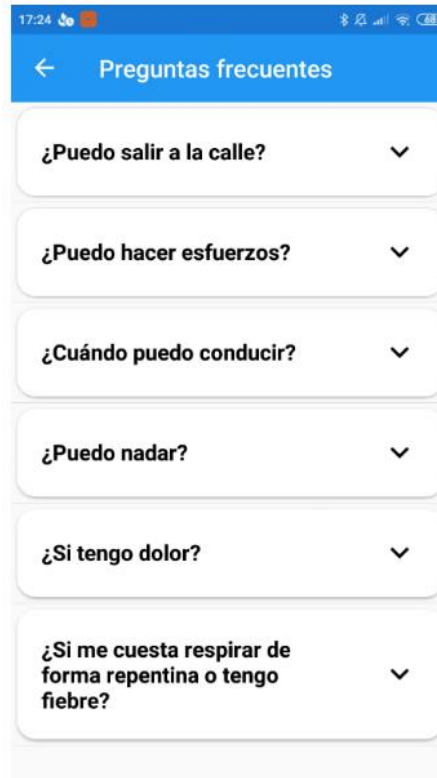 17:24
Preguntas frecuentes
¿Puedo salir a la calle?
¿Puedo hacer esfuerzos?
¿Cuándo puedo conducir?
¿Puedo nadar?
¿Si tengo dolor?
¿Si me cuesta respirar de
forma repentina o tengo
fiebre?